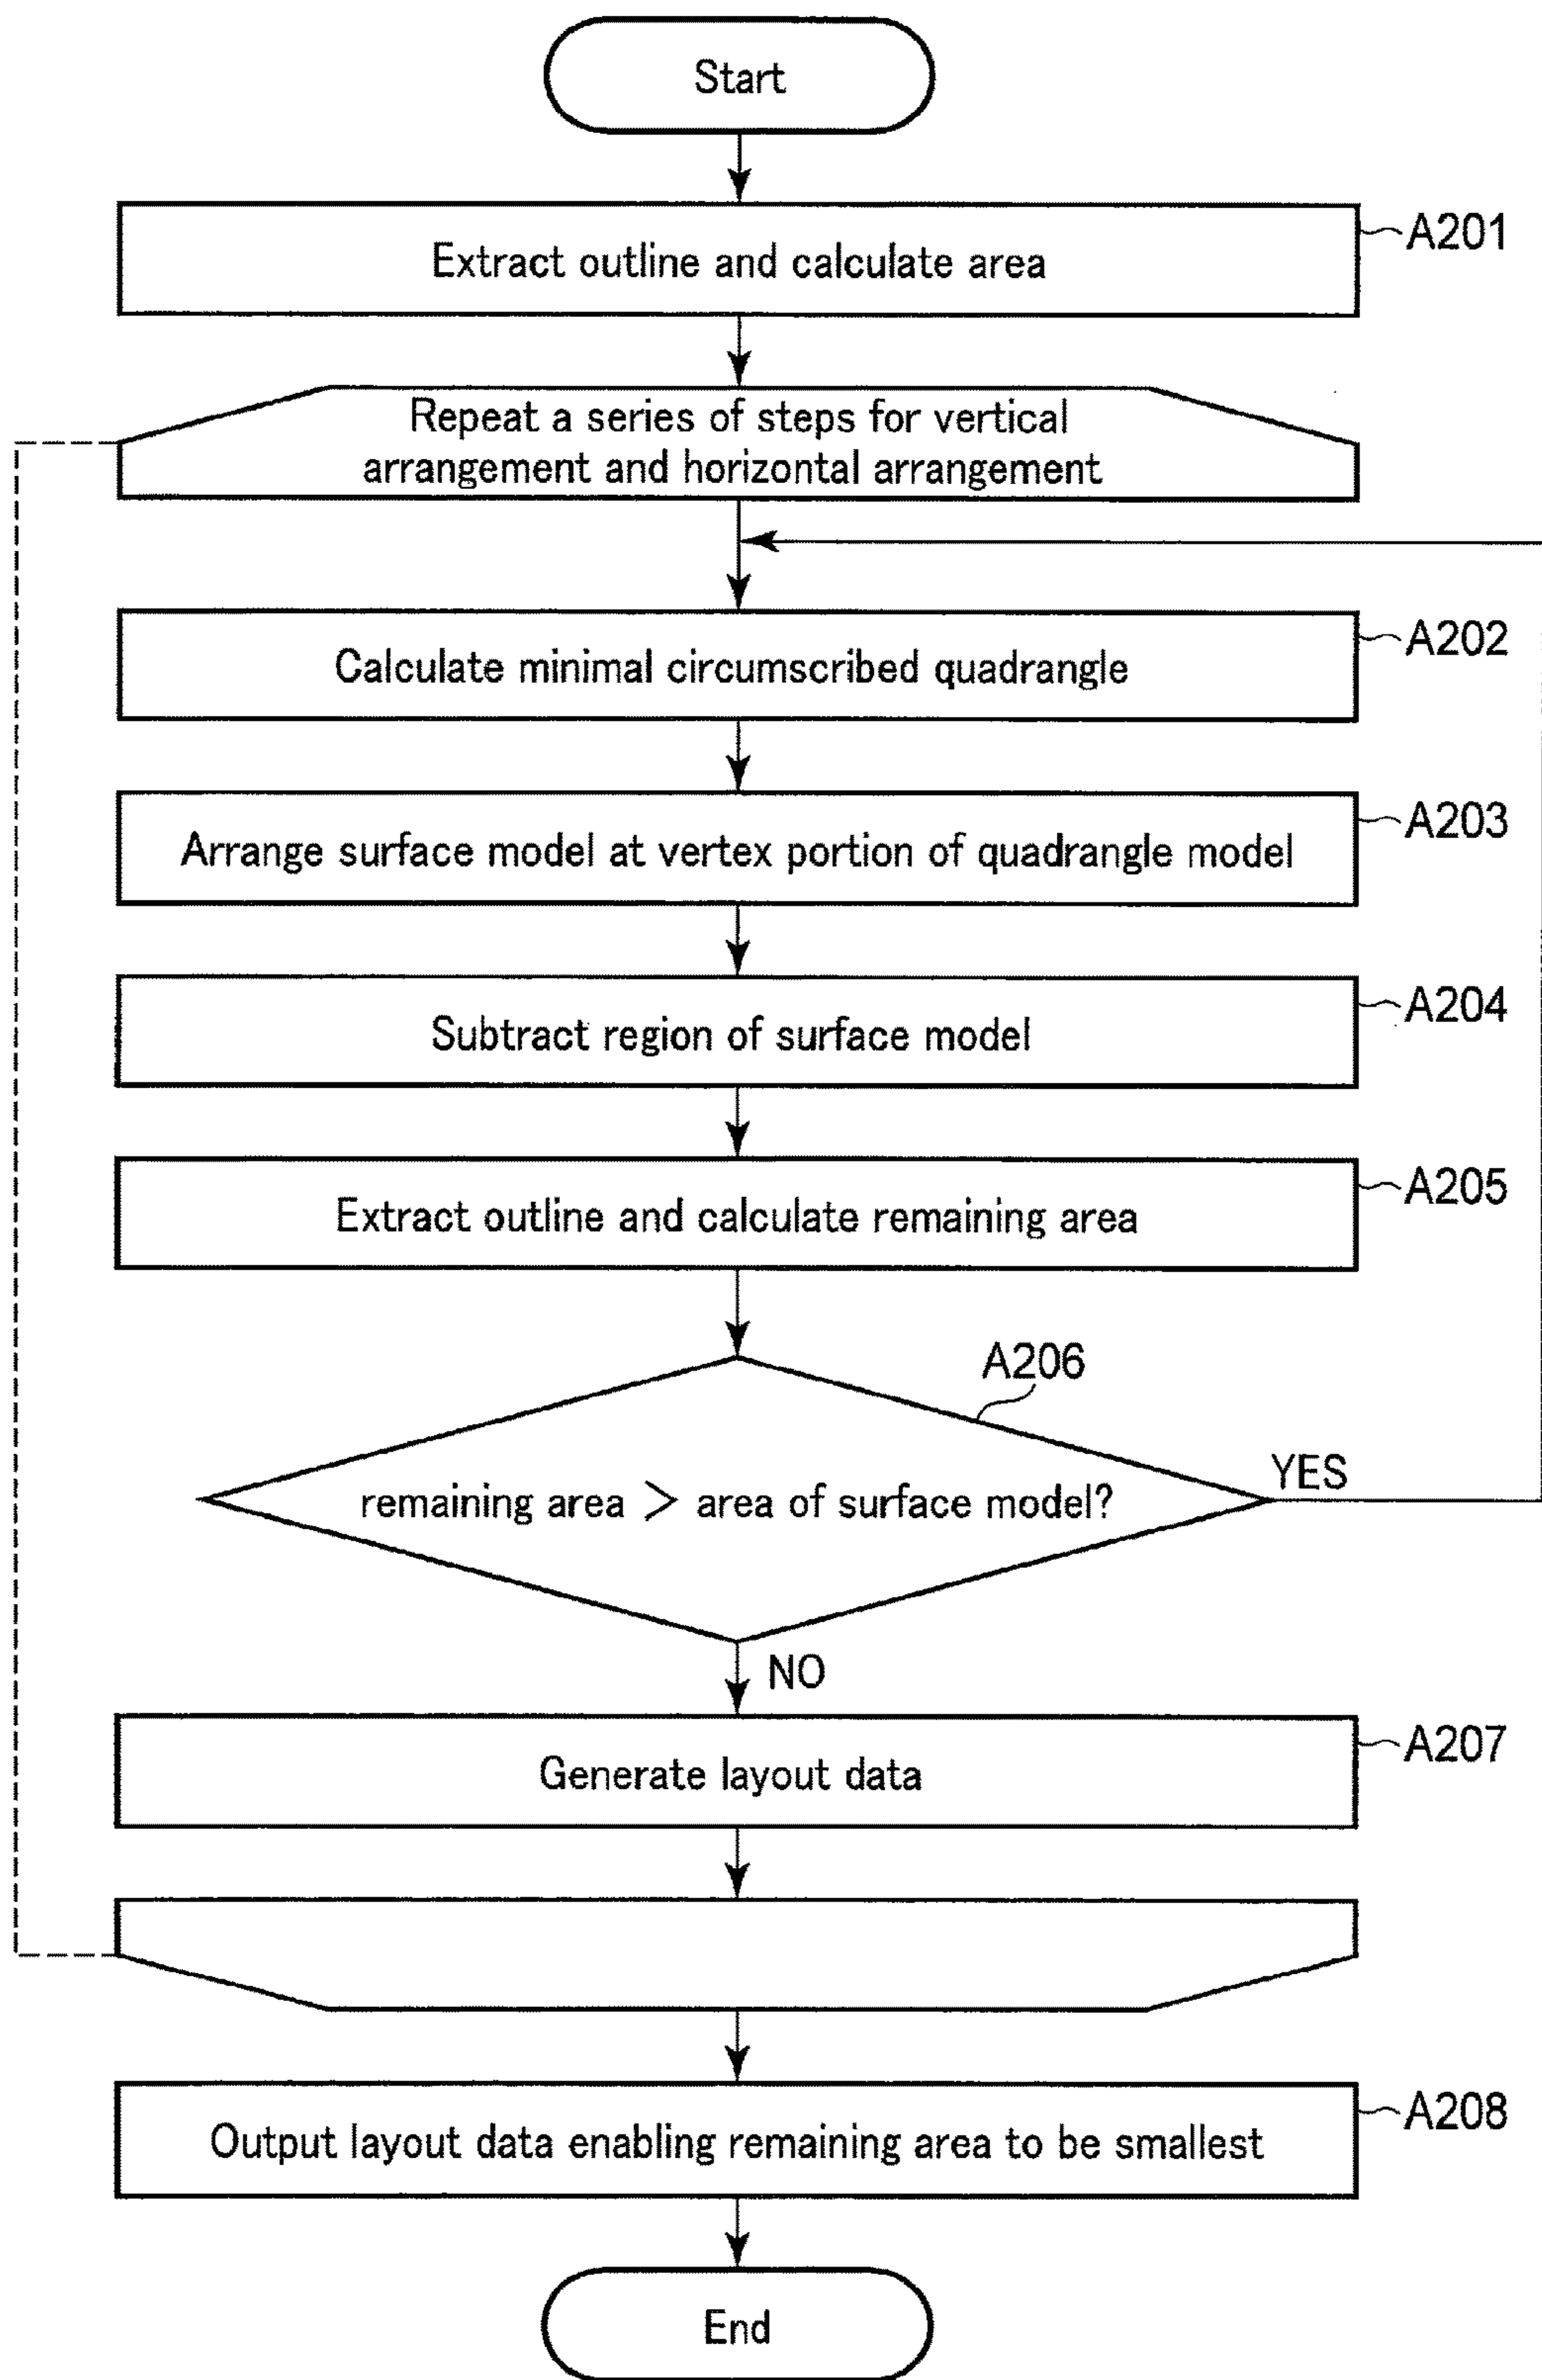 Start
Extract outline and calculate area
A201
Repeat a series of steps for vertical
arrangement and horizontal arrangement
Calculate minimal circumscribed quadrangle
A202
Arrange surface model at vertex portion of quadrangle model
A203
Subtract region of surface model
A204
Extract outline and calculate remaining area
A205
A206
remaining area > area of surface model?
YES
NO
Generate layout data
A207
Output layout data enabling remaining area to be smallest
A208
End